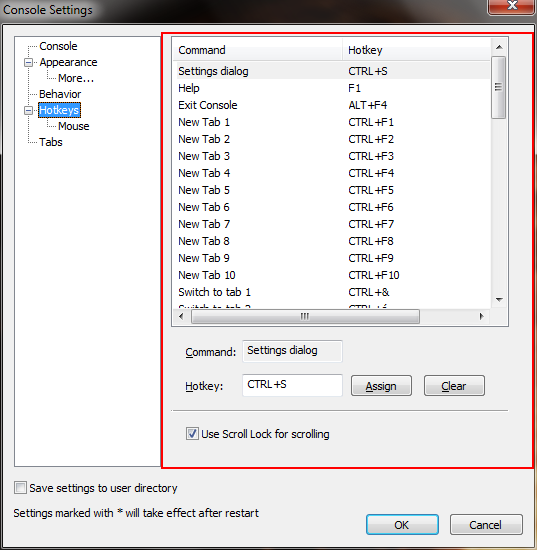 Console Settings
Console
Appearance
More...
Behavior
Hotkeys
Mouse
Tabs
Command Hotkey
Settings dialog CTRL+S
Help F1
Exit Console ALT+F4
New Tab 1 CTRL+F1
New Tab 2 CTRL+F2
New Tab 3 CTRL+F3
New Tab 4 CTRL+F4
New Tab 5 CTRL+F5
New Tab 6 CTRL+F6
New Tab 7 CTRL+F7
New Tab 8 CTRL+F8
New Tab 9 CTRL+F9
New Tab 10 CTRL+F10
Switch to tab 1 CTRL+&
Switch to tab 2
Command: Settings dialog
Hotkey: CTRL+S Assign Clear
Use Scroll Lock for scrolling
Save settings to user directory
Settings marked with * will take effect after restart
OK Cancel